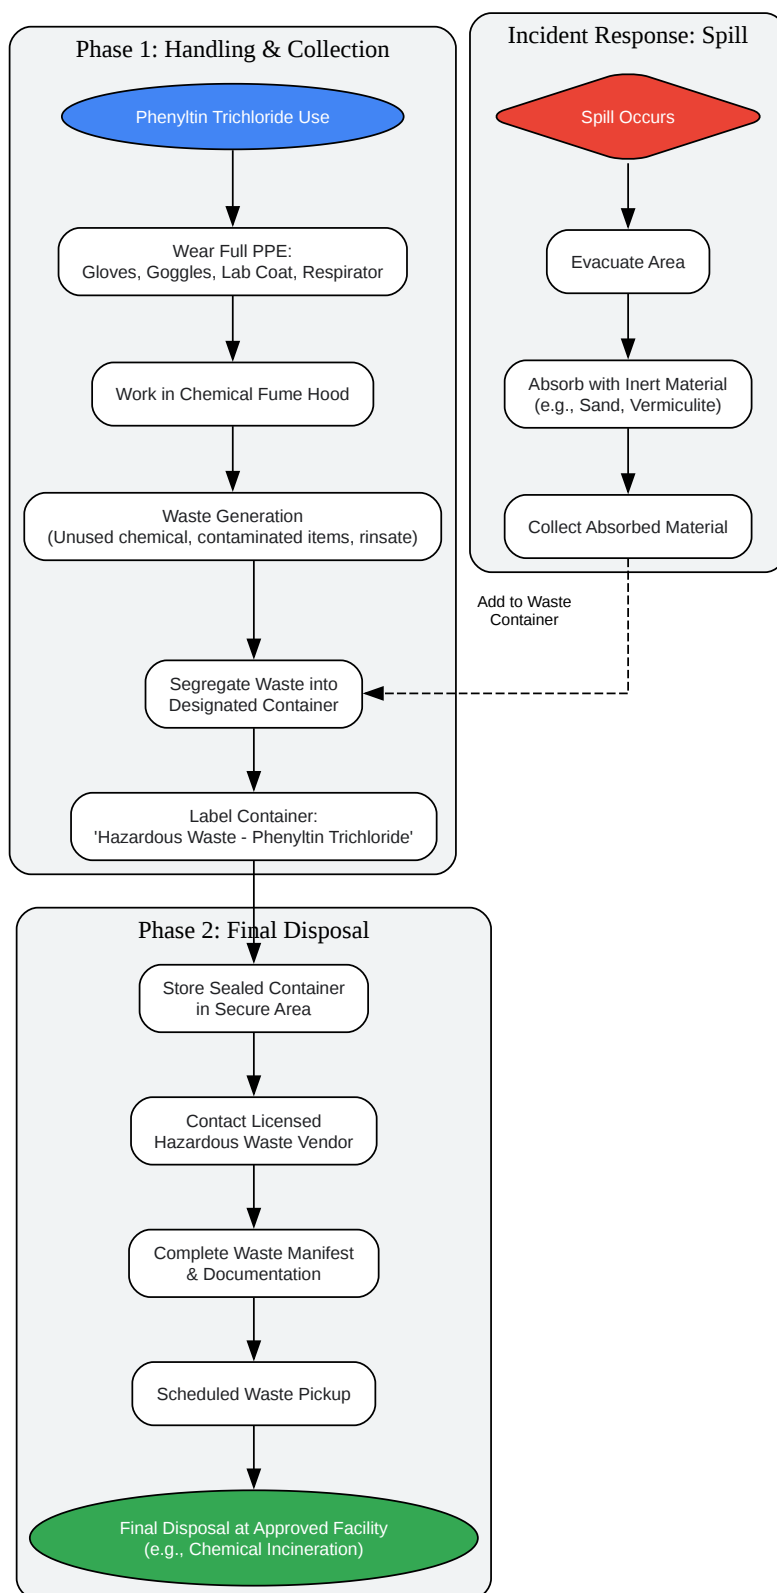 Phase 1: Handling & Collection
Phenyltin Trichloride Use
Wear Full PPE:
Gloves, Goggles, Lab Coat, Respirator
Work in Chemical Fume Hood
Waste Generation
(Unused chemical, contaminated items, rinsate)
Segregate Waste into
Designated Container
Label Container:
'Hazardous Waste - Phenyltin Trichloride'
Incident Response: Spill
Spill Occurs
Evacuate Area
Absorb with Inert Material
(e.g., Sand, Vermiculite)
Collect Absorbed Material
Add to Waste
Container
Phase 2: Final Disposal
Store Sealed Container
in Secure Area
Contact Licensed
Hazardous Waste Vendor
Complete Waste Manifest
& Documentation
Scheduled Waste Pickup
Final Disposal at Approved Facility
(e.g., Chemical Incineration)